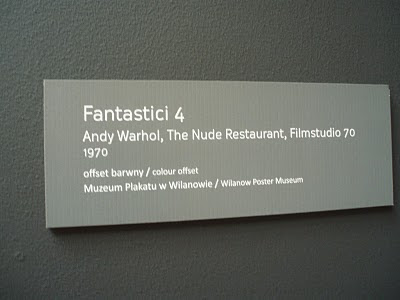 Fantastici 4
Andy Warhol, The Nude Restaurant, Filmstudio 70
1970
offset barwny / colour offset
Muzeum Plakatu w Wilanowie / Wilanow Poster Museum